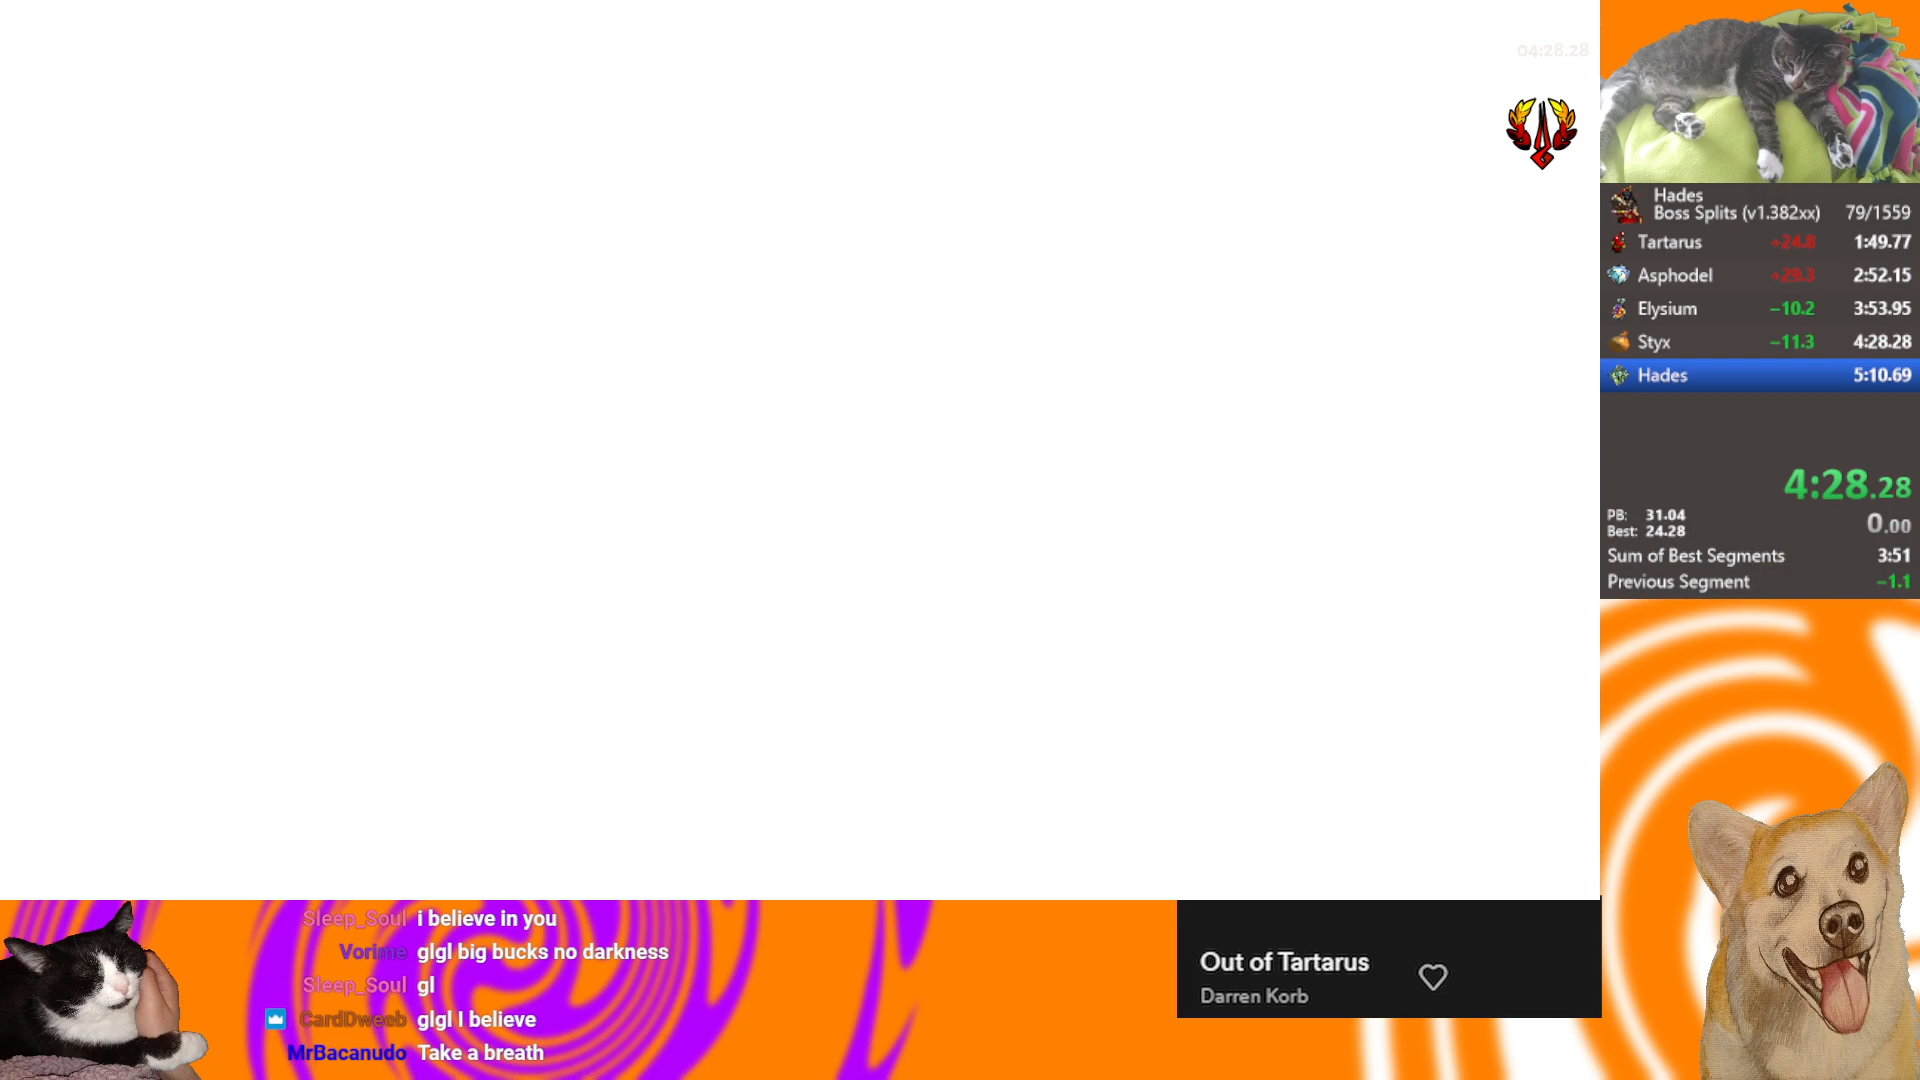 04:28.28
Hades
Boss Splits (v1.382xx) 79/1559
Tartarus +24.8 1:49.77
Asphodel +29.3 2:52.15
Elysium −10.2 3:53.95
Styx −11.3 4:28.28
Hades 5:10.69
4:28.28
PB: 31.04
Best: 24.28
0.00
Sum of Best Segments 3:51
Previous Segment −1.1
Sleep_Soul i believe in you
Vorime glgl big bucks no darkness
Sleep_Soul gl
CardDweeb glgl I believe
MrBacanudo Take a breath
Out of Tartarus
Darren Korb